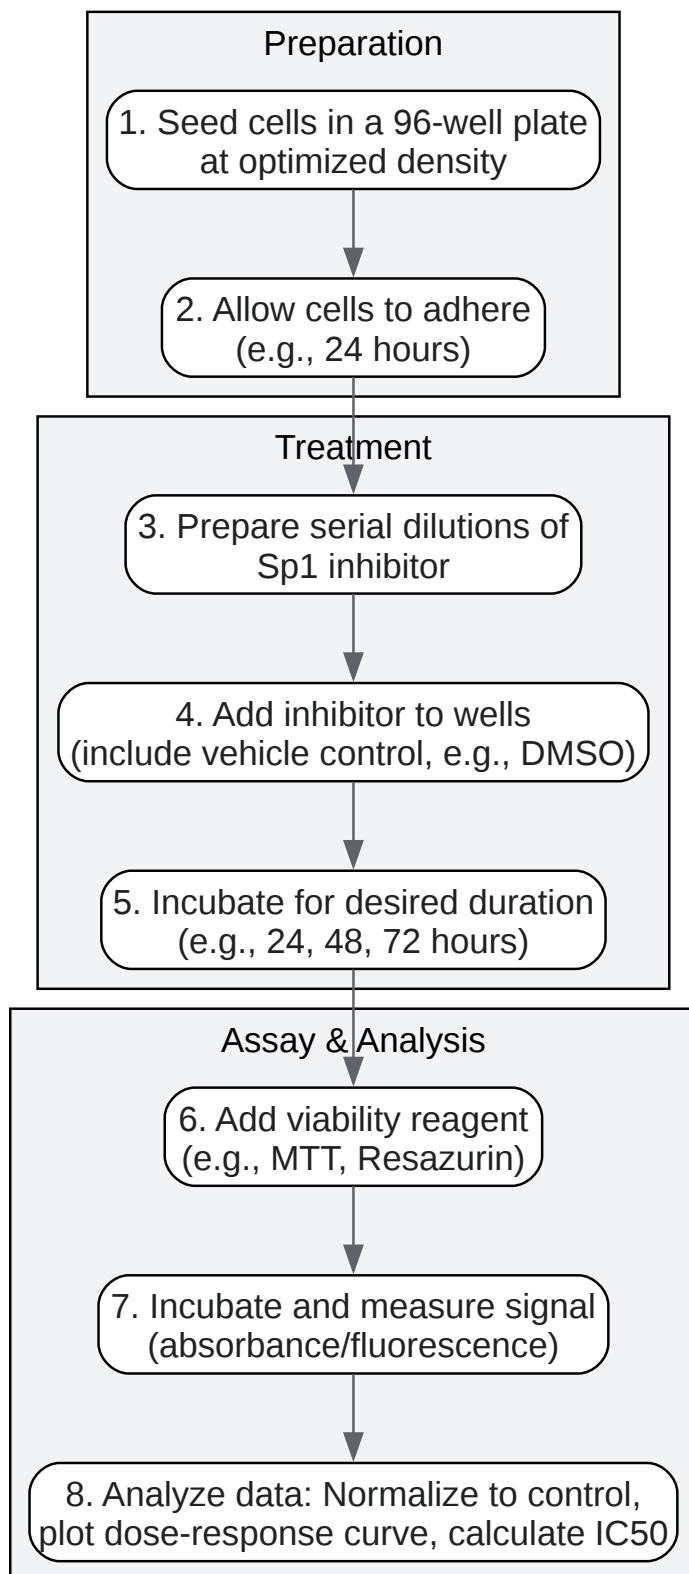 Preparation
1. Seed cells in a 96-well plate
at optimized density
2. Allow cells to adhere
(e.g., 24 hours)
Treatment
3. Prepare serial dilutions of
Sp1 inhibitor
4. Add inhibitor to wells
(include vehicle control, e.g., DMSO)
5. Incubate for desired duration
(e.g., 24, 48, 72 hours)
Assay & Analysis
6. Add viability reagent
(e.g., MTT, Resazurin)
7. Incubate and measure signal
(absorbance/fluorescence)
8. Analyze data: Normalize to control,
plot dose-response curve, calculate IC50